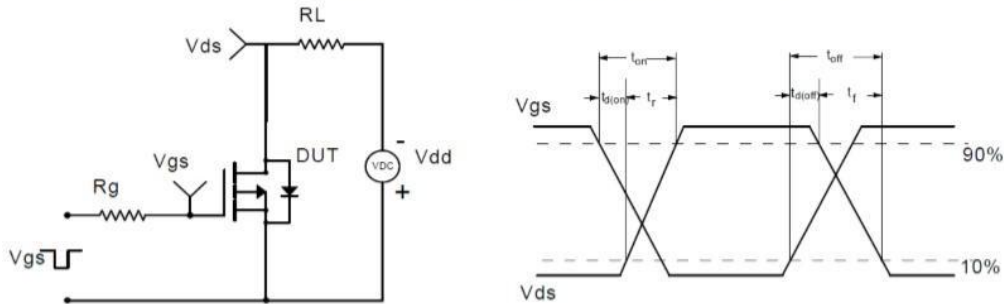 RL
Vds
Vgs
DUT
VDC
-
Vdd
+
Rg
Vgs
ton
toff
td(on)
tr
td(off)
tf
Vgs
90%
10%
Vds